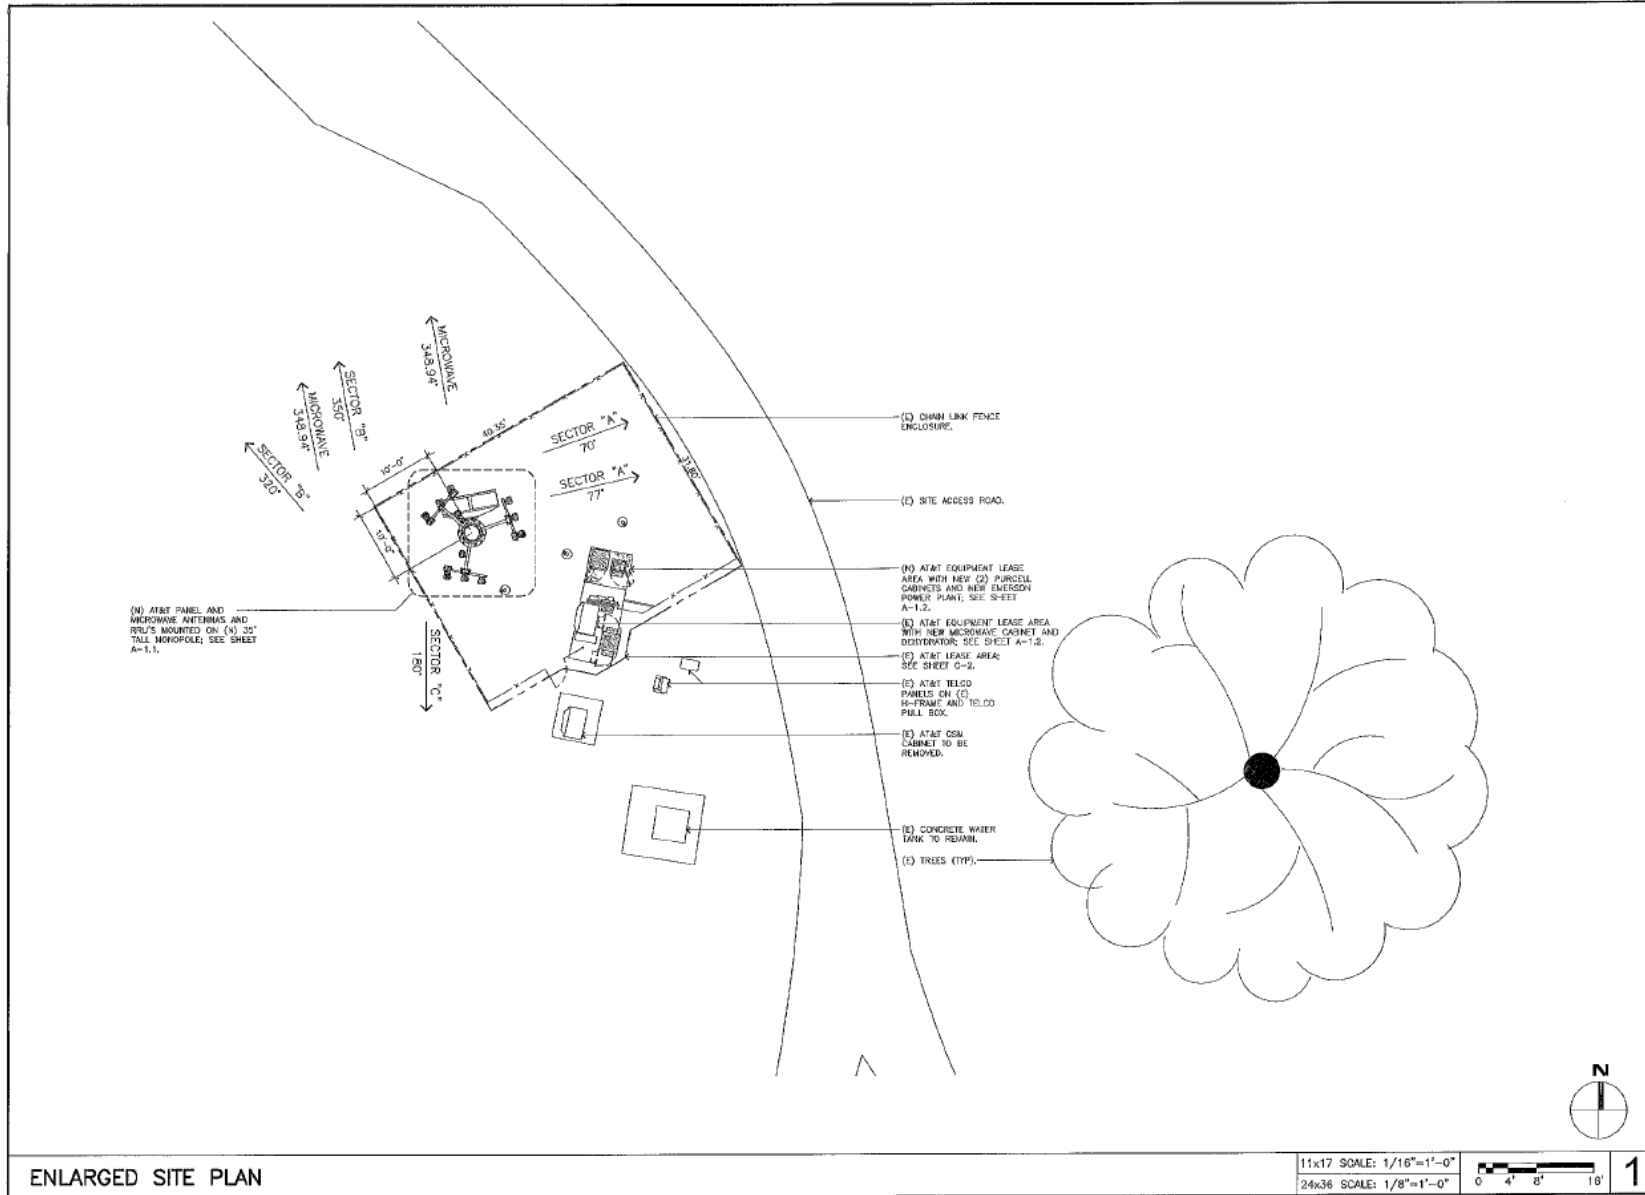 MICROWAVE
348.94°
SECTOR "B"
350°
MICROWAVE
348.94°
SECTOR "B"
320°
40.35'
10'-0"
10'-0"
SECTOR "A"
70°
SECTOR "A"
77°
31.80'
SECTOR "C"
180°
(N) AT&T PANEL AND
MICROWAVE ANTENNAS AND
RRU'S MOUNTED ON (N) 35'
TALL MONOPOLE; SEE SHEET
A-1.1.
(E) CHAIN LINK FENCE
ENCLOSURE.
(E) SITE ACCESS ROAD.
(N) AT&T EQUIPMENT LEASE
AREA WITH NEW (2) PURCELL
CABINETS AND NEW EMERSON
POWER PLANT; SEE SHEET
A-1.2.
(E) AT&T EQUIPMENT LEASE AREA
WITH NEW MICROWAVE CABINET AND
DEHYDRATOR; SEE SHEET A-1.2.
(E) AT&T LEASE AREA;
SEE SHEET C-2.
(E) AT&T TELCO
PANELS ON (E)
H-FRAME AND TELCO
PULL BOX.
(E) AT&T GSM
CABINET TO BE
REMOVED.
(E) CONCRETE WATER
TANK TO REMAIN.
(E) TREES (TYP).
N
ENLARGED SITE PLAN
11x17 SCALE: 1/16"=1'-0"
24x36 SCALE: 1/8"=1'-0"
0 4' 8' 16'
1